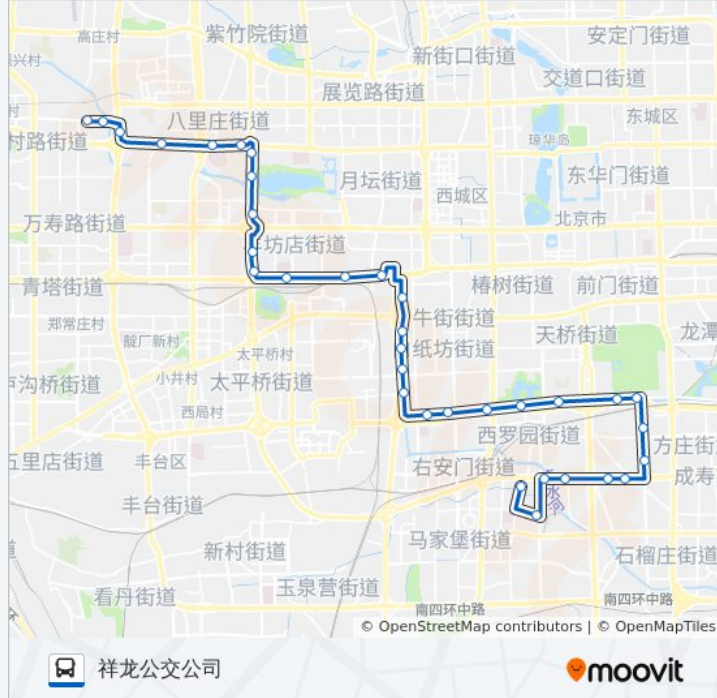 高庄村
紫竹院街道
安定门街道
新街口街道
兴村
交道口街道
展览路街道
八里庄街道
东城区
村路街道
琼华岛
月坛街道
东华门街道
西城区
万寿路街道
北京市
羊坊店街道
青塔街道
椿树街道
前门街道
郑常庄村
牛街街道
靛厂新村
天桥街道
龙潭
纸坊街道
太平桥村
小井村
卢沟桥街道
太平桥街道
西局村
西罗园街道
方庄街
五里店街道
丰台区
右安门街道
成寿
水河
丰台街道
马家堡街道
新村街道
石榴庄街道
玉泉营街道
看丹街道
南四环中路
南四环中路
道
© OpenStreetMap contributors | © OpenMapTiles
祥龙公交公司
moovit